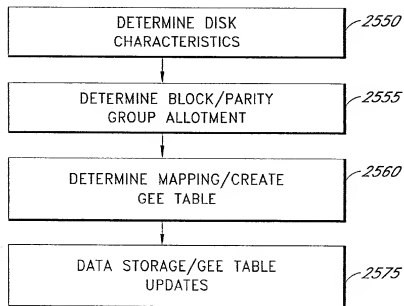 DETERMINE DISK
CHARACTERISTICS
2550
DETERMINE BLOCK/PARITY
GROUP ALLOTMENT
2555
DETERMINE MAPPING/CREATE
GEE TABLE
2560
DATA STORAGE/GEE TABLE
UPDATES
2575